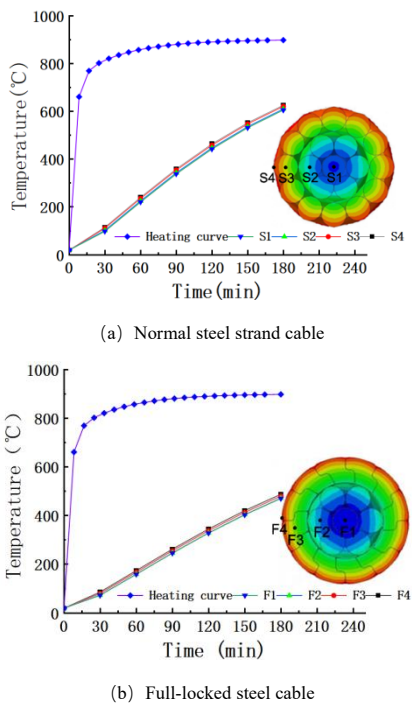 1000
800
600
400
200
0
Temperature(℃)
S4 S3 S2 S1
Heating curve S1 S2 S3 S4
0 30 60 90 120 150 180 210 240
Time(min)
（a） Normal steel strand cable
1000
800
600
400
200
0
Temperature (℃)
F4 F3 F2 F1
Heating curve F1 F2 F3 F4
0 30 60 90 120 150 180 210 240
Time (min)
（b） Full-locked steel cable